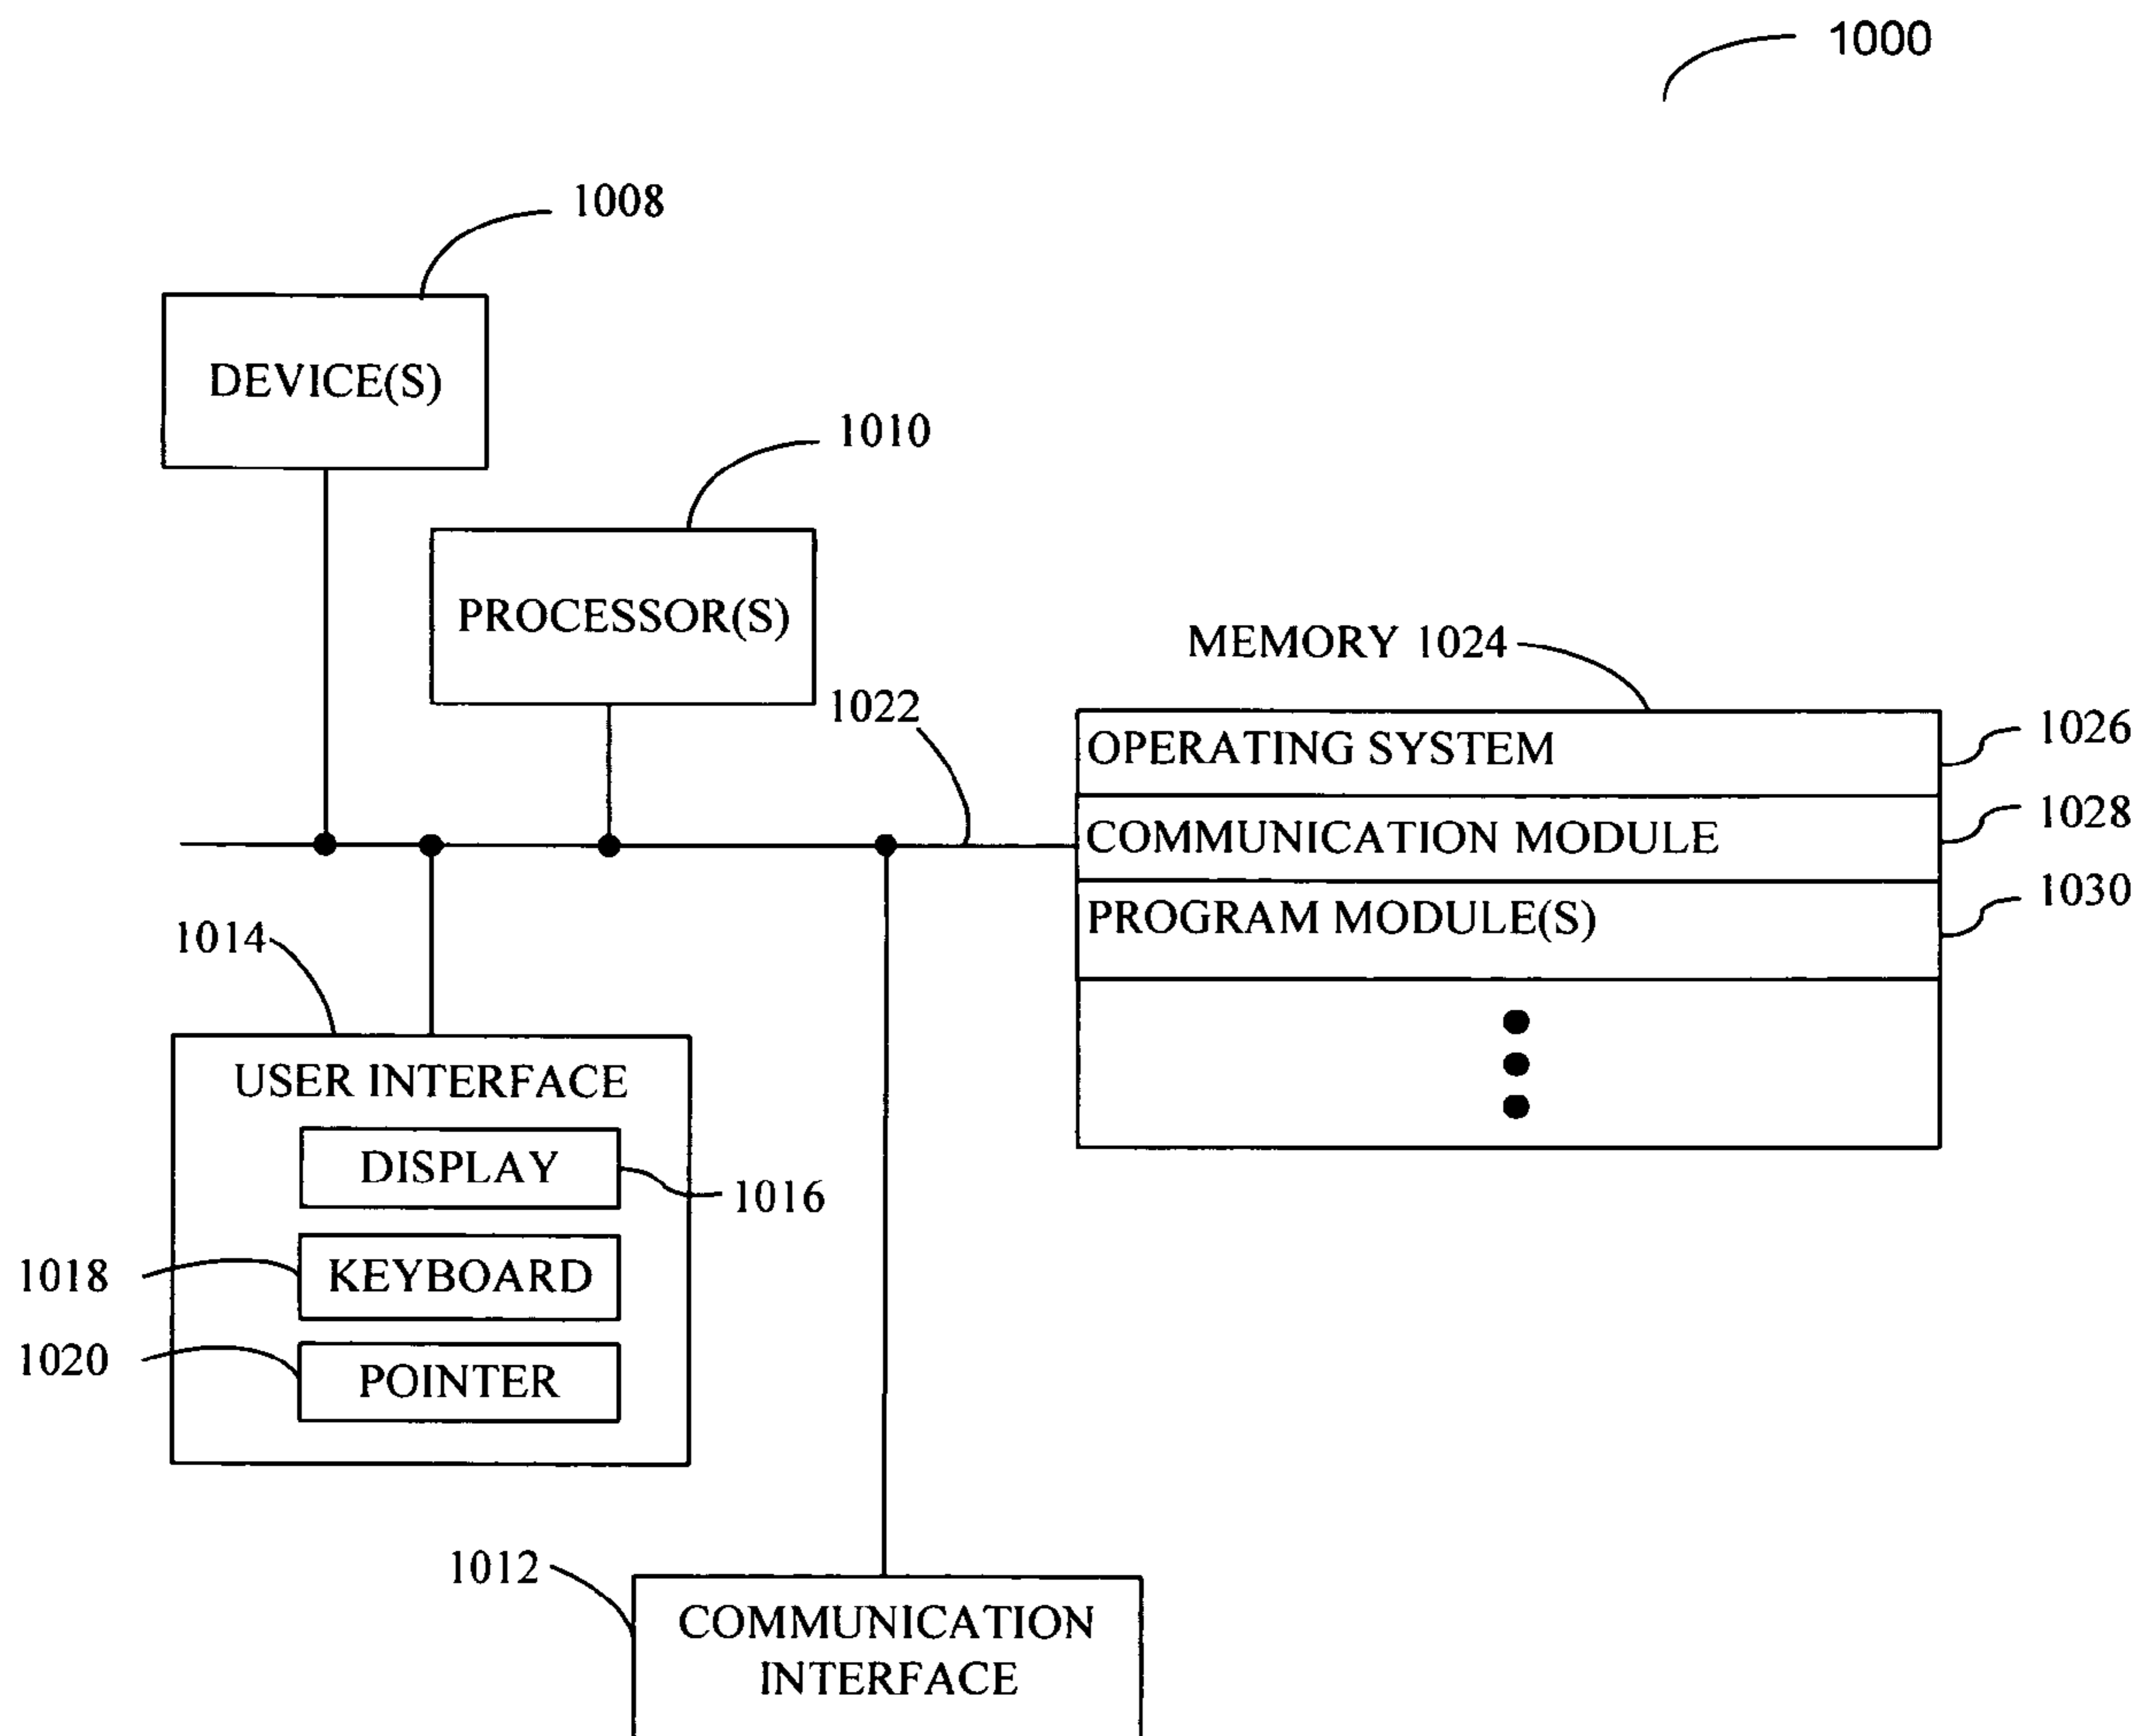 1000
1008
DEVICE(S)
1010
PROCESSOR(S)
MEMORY 1024
1022
OPERATING SYSTEM
1026
COMMUNICATION MODULE
1028
PROGRAM MODULE(S)
1030
1014
USER INTERFACE
DISPLAY
1016
1018
KEYBOARD
1020
POINTER
1012
COMMUNICATION
INTERFACE